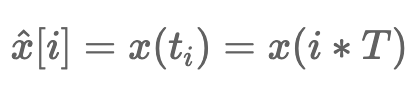 x̂[i] = x(tᵢ) = x(i ∗ T)